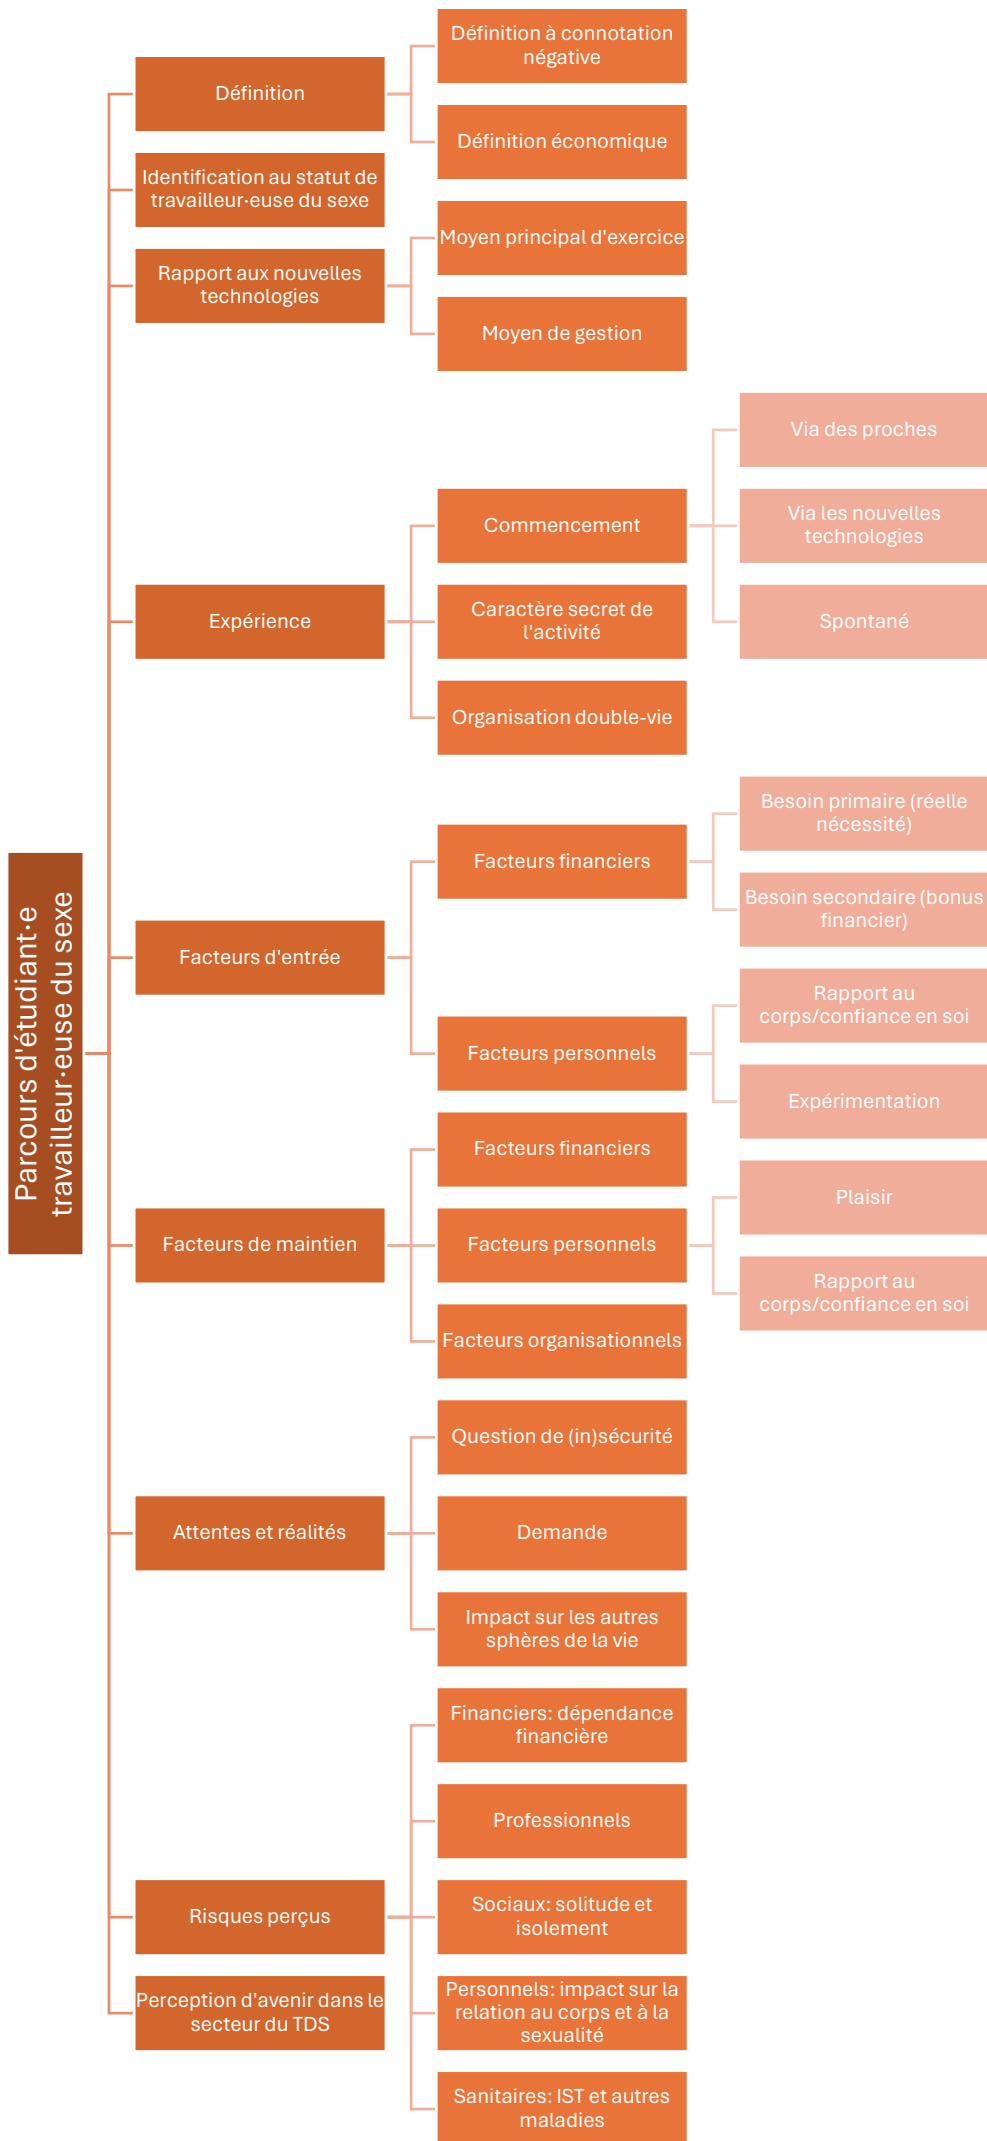 Parcours d'étudiant·e
travailleur·euse du sexe
Définition
Définition à connotation
négative
Définition économique
Identification au statut de
travailleur·euse du sexe
Rapport aux nouvelles
technologies
Moyen principal d'exercice
Moyen de gestion
Expérience
Commencement
Via des proches
Via les nouvelles
technologies
Spontané
Caractère secret de
l'activité
Organisation double-vie
Facteurs d'entrée
Facteurs financiers
Besoin primaire (réelle
nécessité)
Besoin secondaire (bonus
financier)
Facteurs personnels
Rapport au
corps/confiance en soi
Expérimentation
Facteurs de maintien
Facteurs financiers
Facteurs personnels
Plaisir
Rapport au
corps/confiance en soi
Facteurs organisationnels
Attentes et réalités
Question de (in)sécurité
Demande
Impact sur les autres
sphères de la vie
Risques perçus
Financiers: dépendance
financière
Professionnels
Sociaux: solitude et
isolement
Personnels: impact sur la
relation au corps et à la
sexualité
Sanitaires: IST et autres
maladies
Perception d'avenir dans le
secteur du TDS